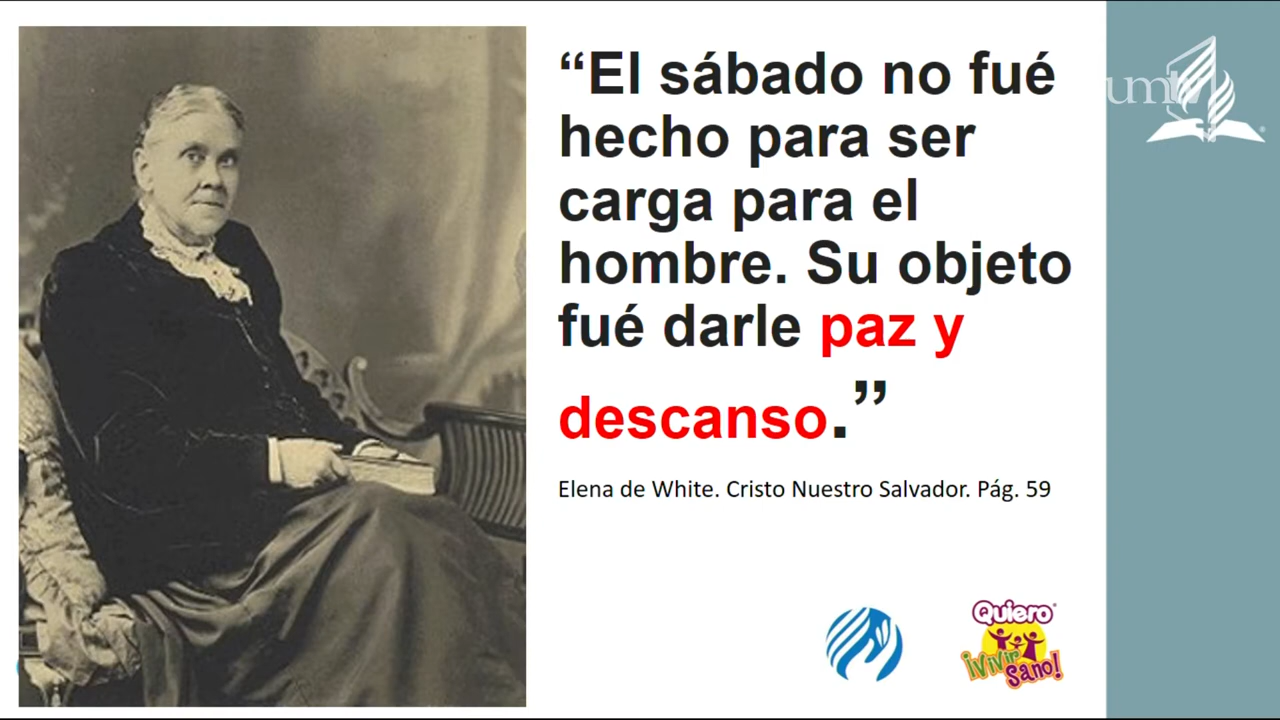 “El sábado no fué
hecho para ser
carga para el
hombre. Su objeto
fué darle paz y
descanso.”
Elena de White. Cristo Nuestro Salvador. Pág. 59
umtv
Quiero
¡Vivir
Sano!